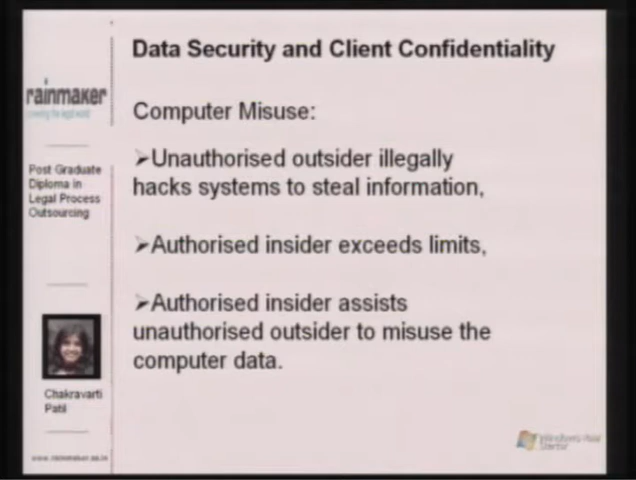 Data Security and Client Confidentiality
rainmaker
Computer Misuse:
➢Unauthorised outsider illegally
hacks systems to steal information,
➢Authorised insider exceeds limits,
➢Authorised insider assists
unauthorised outsider to misuse the
computer data.
Post Graduate
Diploma in
Legal Process
Outsourcing
Chakravarti
Patil